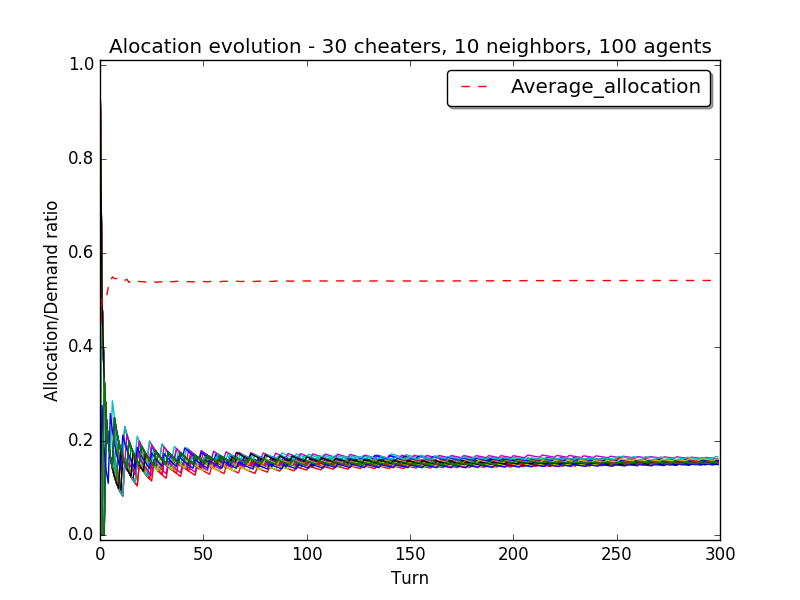 Alocation evolution - 30 cheaters, 10 neighbors, 100 agents
Average_allocation
1.0
0.8
0.6
0.4
0.2
0.0
Allocation/Demand ratio
0 50 100 150 200 250 300
Turn